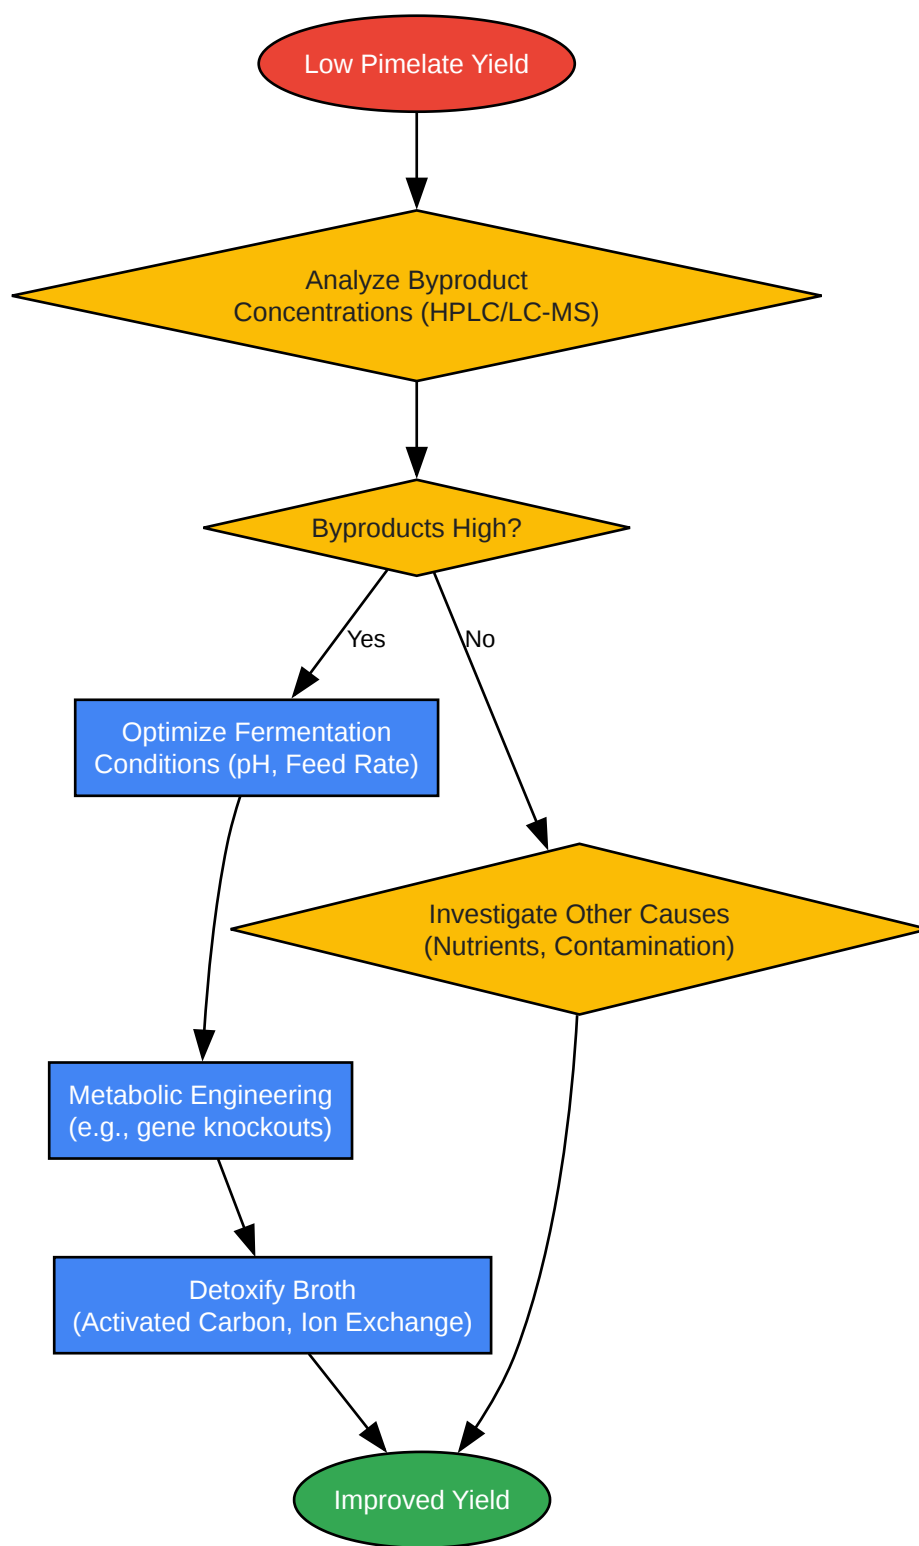 Low Pimelate Yield
Analyze Byproduct
Concentrations (HPLC/LC-MS)
Byproducts High?
Yes
No
Optimize Fermentation
Conditions (pH, Feed Rate)
Investigate Other Causes
(Nutrients, Contamination)
Metabolic Engineering
(e.g., gene knockouts)
Detoxify Broth
(Activated Carbon, Ion Exchange)
Improved Yield